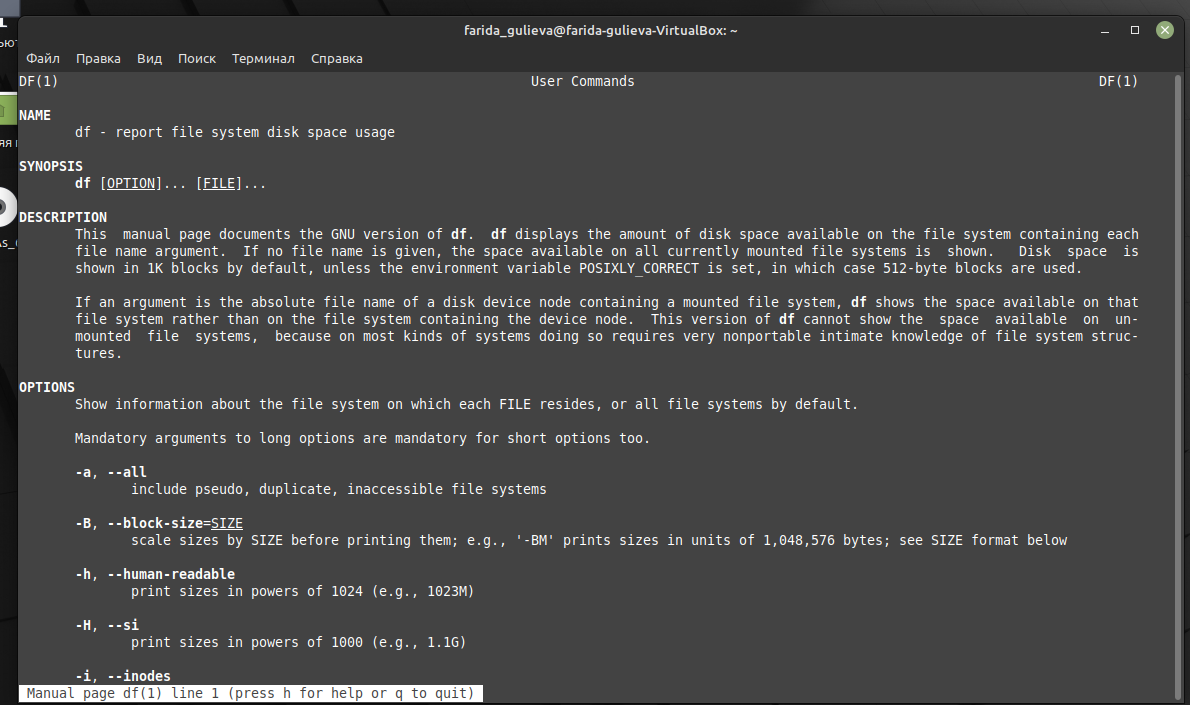 farida_gulieva@farida-gulieva-VirtualBox: ~
Файл Правка Вид Поиск Терминал Справка
DF(1) User Commands DF(1)
NAME
df - report file system disk space usage
SYNOPSIS
df [OPTION]... [FILE]...
DESCRIPTION
This manual page documents the GNU version of df. df displays the amount of disk space available on the file system containing each
file name argument. If no file name is given, the space available on all currently mounted file systems is shown. Disk space is
shown in 1K blocks by default, unless the environment variable POSIXLY_CORRECT is set, in which case 512-byte blocks are used.
If an argument is the absolute file name of a disk device node containing a mounted file system, df shows the space available on that
file system rather than on the file system containing the device node. This version of df cannot show the space available on un-
mounted file systems, because on most kinds of systems doing so requires very nonportable intimate knowledge of file system struc-
tures.
OPTIONS
Show information about the file system on which each FILE resides, or all file systems by default.
Mandatory arguments to long options are mandatory for short options too.
-a, --all
include pseudo, duplicate, inaccessible file systems
-B, --block-size=SIZE
scale sizes by SIZE before printing them; e.g., '-BM' prints sizes in units of 1,048,576 bytes; see SIZE format below
-h, --human-readable
print sizes in powers of 1024 (e.g., 1023M)
-H, --si
print sizes in powers of 1000 (e.g., 1.1G)
-i, --inodes
Manual page df(1) line 1 (press h for help or q to quit)